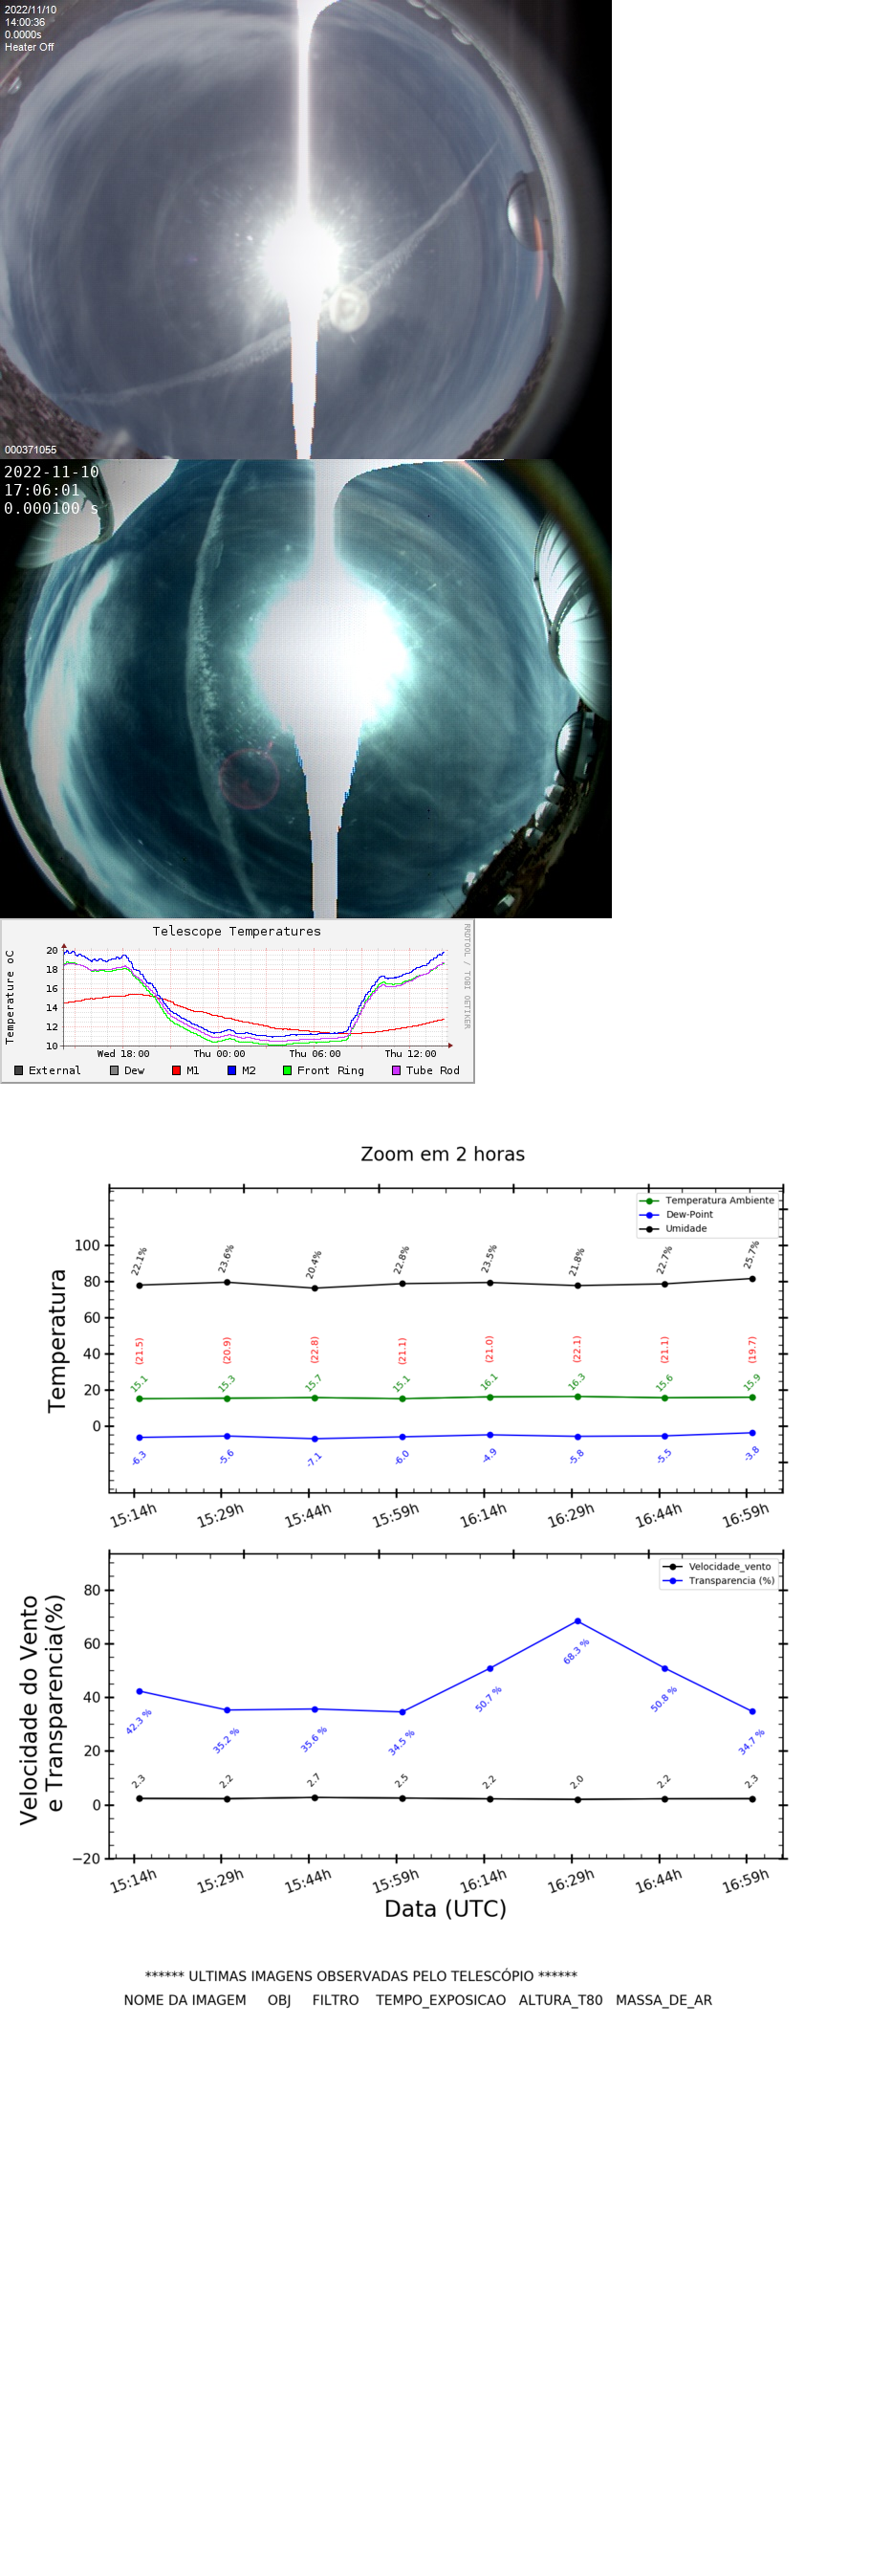 2022/11/10
14:00:36
0.0000s
Heater Off
000371055
2022-11-10
17:06:01
0.000100 s
Telescope Temperatures
RRDTOOL / TOBI OETIKER
Temperature oC
20
18
16
14
12
10
Wed 18:00 Thu 00:00 Thu 06:00 Thu 12:00
External Dew M1 M2 Front Ring Tube Rod
Zoom em 2 horas
Temperatura Ambiente
Dew-Point
Umidade
Temperatura
100
80
60
40
20
0
22.1% 23.6% 20.4% 22.8% 23.5% 21.8% 22.7% 25.7%
(21.5) (20.9) (22.8) (21.1) (21.0) (22.1) (21.1) (19.7)
15.1 15.3 15.7 15.1 16.1 16.3 15.6 15.9
-6.3 -5.6 -7.1 -6.0 -4.9 -5.8 -5.5 -3.8
15:14h 15:29h 15:44h 15:59h 16:14h 16:29h 16:44h 16:59h
Velocidade_vento
Transparencia (%)
Velocidade do Vento
e Transparencia(%)
80
60
40
20
0
−20
42.3 % 35.2 % 35.6 % 34.5 % 50.7 % 68.3 % 50.8 % 34.7 %
2.3 2.2 2.7 2.5 2.2 2.0 2.2 2.3
15:14h 15:29h 15:44h 15:59h 16:14h 16:29h 16:44h 16:59h
Data (UTC)
****** ULTIMAS IMAGENS OBSERVADAS PELO TELESCÓPIO ******
NOME DA IMAGEM OBJ FILTRO TEMPO_EXPOSICAO ALTURA_T80 MASSA_DE_AR